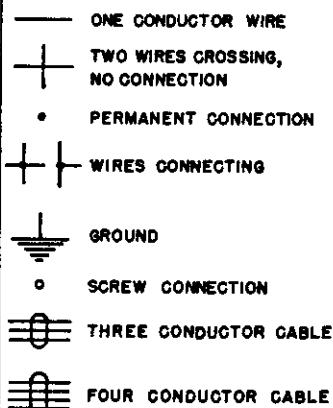 ONE CONDUCTOR WIRE
TWO WIRES CROSSING,
NO CONNECTION
PERMANENT CONNECTION
WIRES CONNECTING
GROUND
SCREW CONNECTION
THREE CONDUCTOR CABLE
FOUR CONDUCTOR CABLE